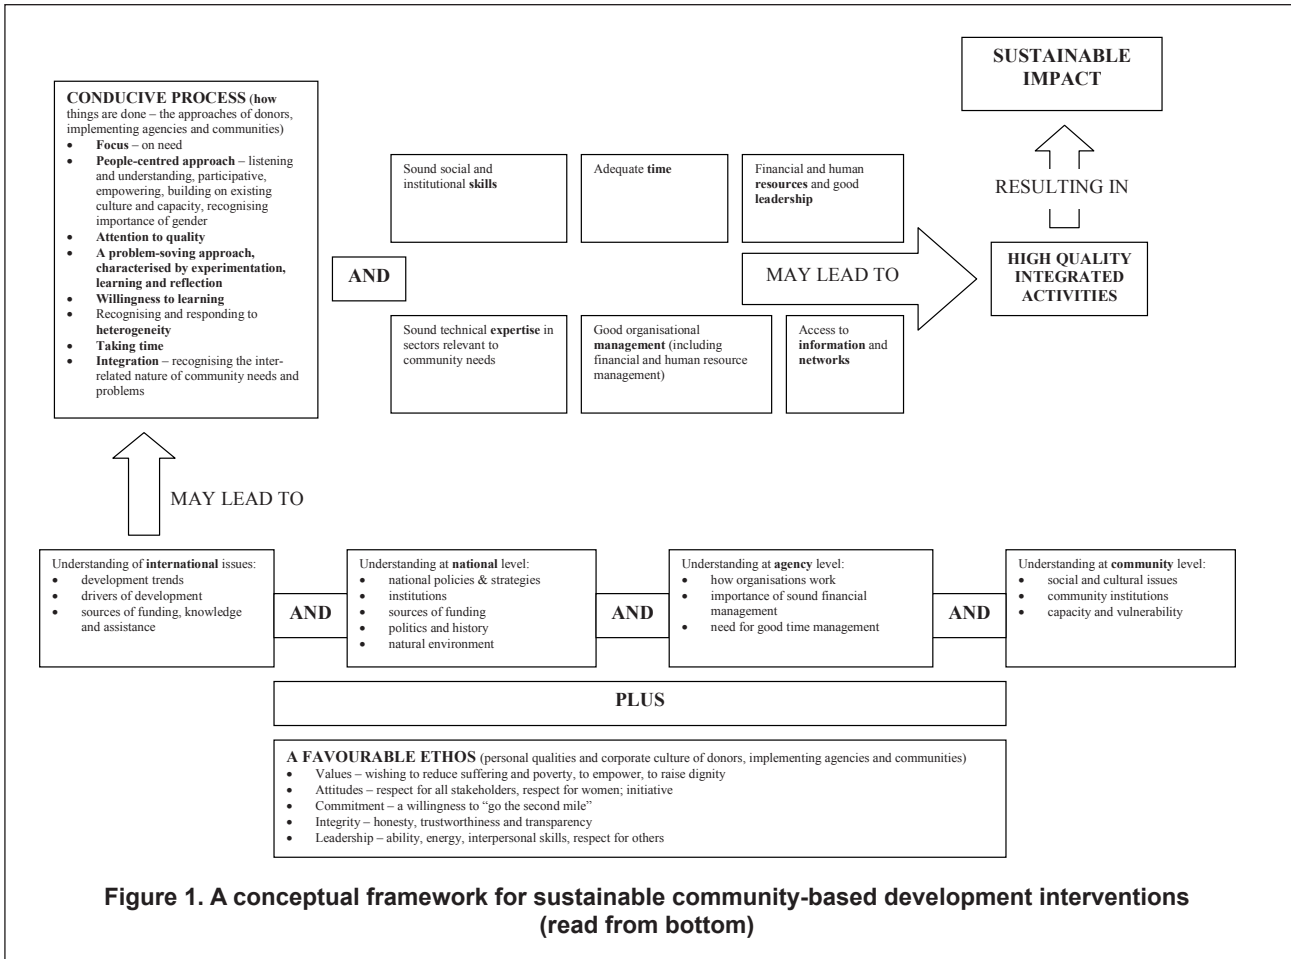 SUSTAINABLE
IMPACT
CONDUCIVE PROCESS (how
things are done – the approaches of donors,
implementing agencies and communities)
• Focus – on need
• People-centred approach – listening
and understanding, participative,
empowering, building on existing
culture and capacity, recognising
importance of gender
• Attention to quality
• A problem-soving approach,
characterised by experimentation,
learning and reflection
• Willingness to learning
• Recognising and responding to
heterogeneity
• Taking time
• Integration – recognising the inter-
related nature of community needs and
problems
AND
Sound social and
institutional skills
Adequate time
Financial and human
resources and good
leadership
Sound technical expertise in
sectors relevant to
community needs
Good organisational
management (including
financial and human resource
management)
Access to
information and
networks
MAY LEAD TO
RESULTING IN
HIGH QUALITY
INTEGRATED
ACTIVITIES
MAY LEAD TO
Understanding of international issues:
• development trends
• drivers of development
• sources of funding, knowledge
and assistance
AND
Understanding at national level:
• national policies & strategies
• institutions
• sources of funding
• politics and history
• natural environment
AND
Understanding at agency level:
• how organisations work
• importance of sound financial
management
• need for good time management
AND
Understanding at community level:
• social and cultural issues
• community institutions
• capacity and vulnerability
PLUS
A FAVOURABLE ETHOS (personal qualities and corporate culture of donors, implementing agencies and communities)
• Values – wishing to reduce suffering and poverty, to empower, to raise dignity
• Attitudes – respect for all stakeholders, respect for women; initiative
• Commitment – a willingness to “go the second mile”
• Integrity – honesty, trustworthiness and transparency
• Leadership – ability, energy, interpersonal skills, respect for others
Figure 1. A conceptual framework for sustainable community-based development interventions
(read from bottom)